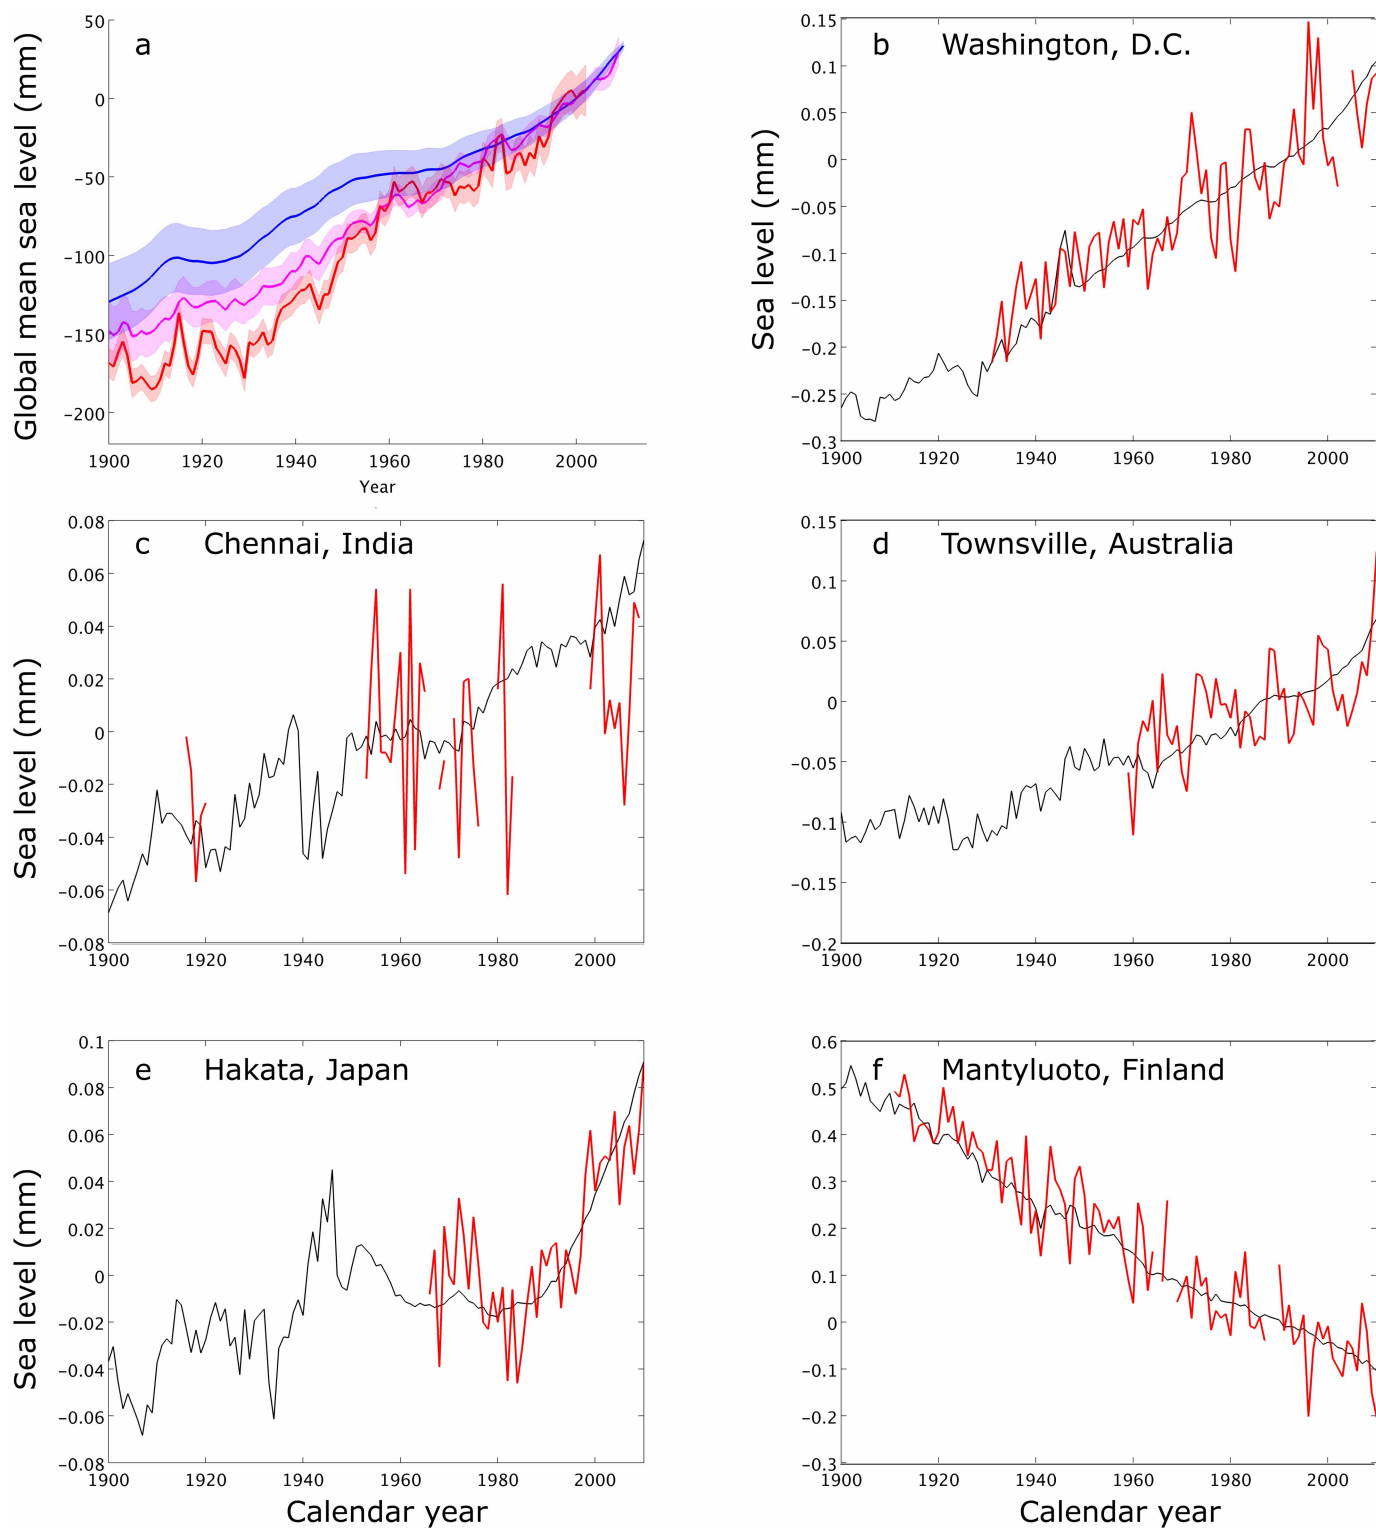 a
Global mean sea level (mm)
50
0
−50
−100
−150
−200
1900 1920 1940 1960 1980 2000
Year
b Washington, D.C.
Sea level (mm)
0.15
0.1
0.05
0
−0.05
−0.1
−0.15
−0.2
−0.25
−0.3
1900 1920 1940 1960 1980 2000
c Chennai, India
Sea level (mm)
0.08
0.06
0.04
0.02
0
−0.02
−0.04
−0.06
−0.08
1900 1920 1940 1960 1980 2000
d Townsville, Australia
0.15
0.1
0.05
0
−0.05
−0.1
−0.15
−0.2
1900 1920 1940 1960 1980 2000
e Hakata, Japan
Sea level (mm)
0.1
0.08
0.06
0.04
0.02
0
−0.02
−0.04
−0.06
−0.08
1900 1920 1940 1960 1980 2000
Calendar year
f Mantyluoto, Finland
0.6
0.5
0.4
0.3
0.2
0.1
0
−0.1
−0.2
−0.3
1900 1920 1940 1960 1980 2000
Calendar year